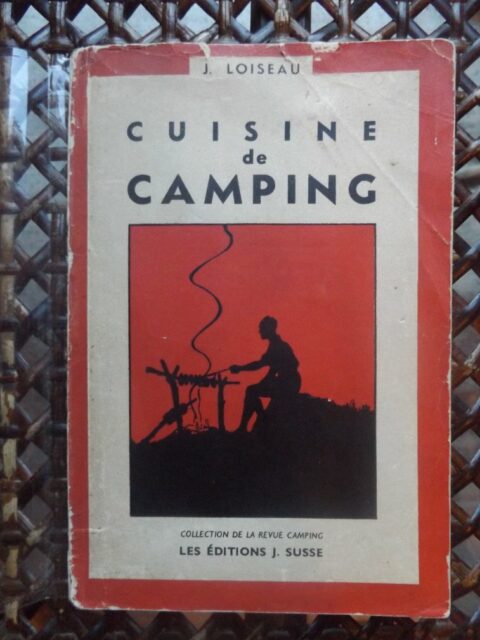 J. LOISEAU
CUISINE
de
CAMPING
COLLECTION DE LA REVUE CAMPING
LES ÉDITIONS J. SUSSE